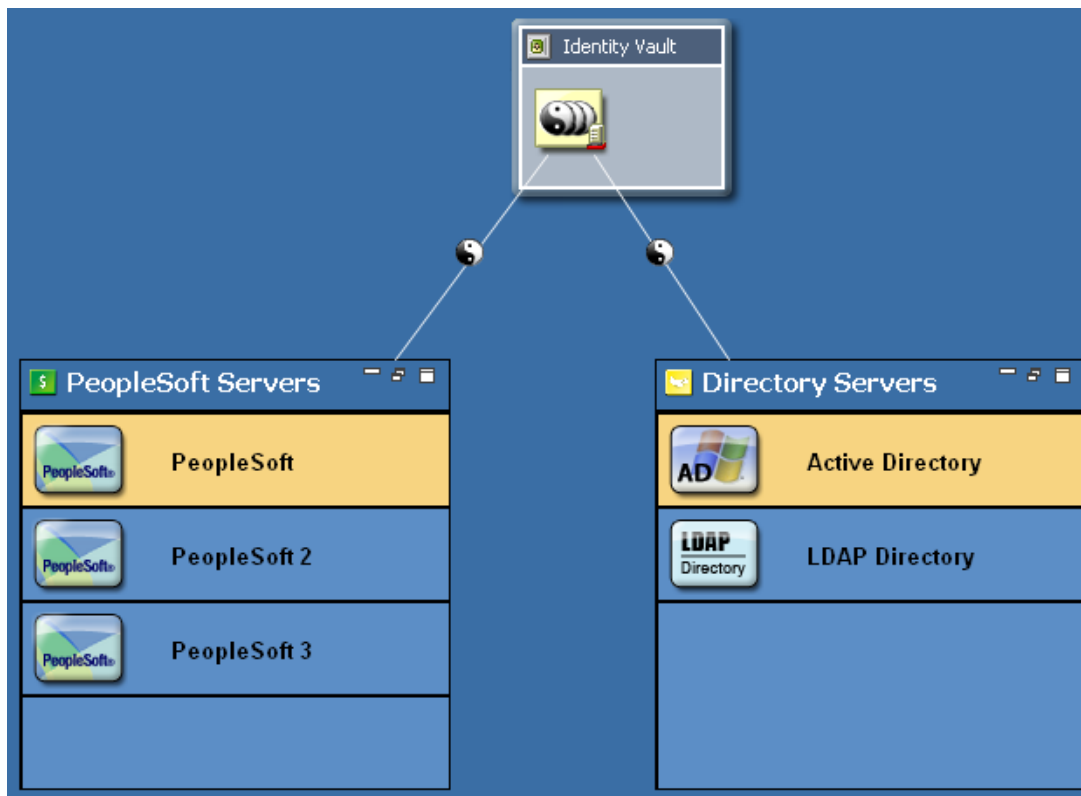 Identity Vault
$ PeopleSoft Servers
PeopleSoft® PeopleSoft
PeopleSoft® PeopleSoft 2
PeopleSoft® PeopleSoft 3
Directory Servers
AD Active Directory
LDAP
Directory
LDAP Directory